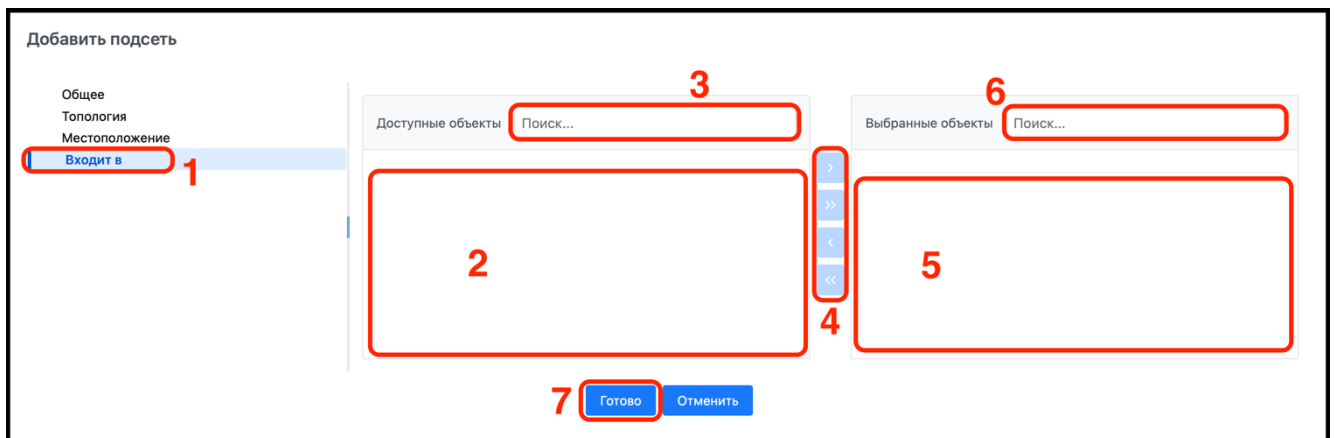 Добавить подсеть
Общее
Топология
Местоположение
Входит в
1
3
Доступные объекты Поиск...
2
>
>>
<
<<
4
6
Выбранные объекты Поиск...
5
7 Готово Отменить